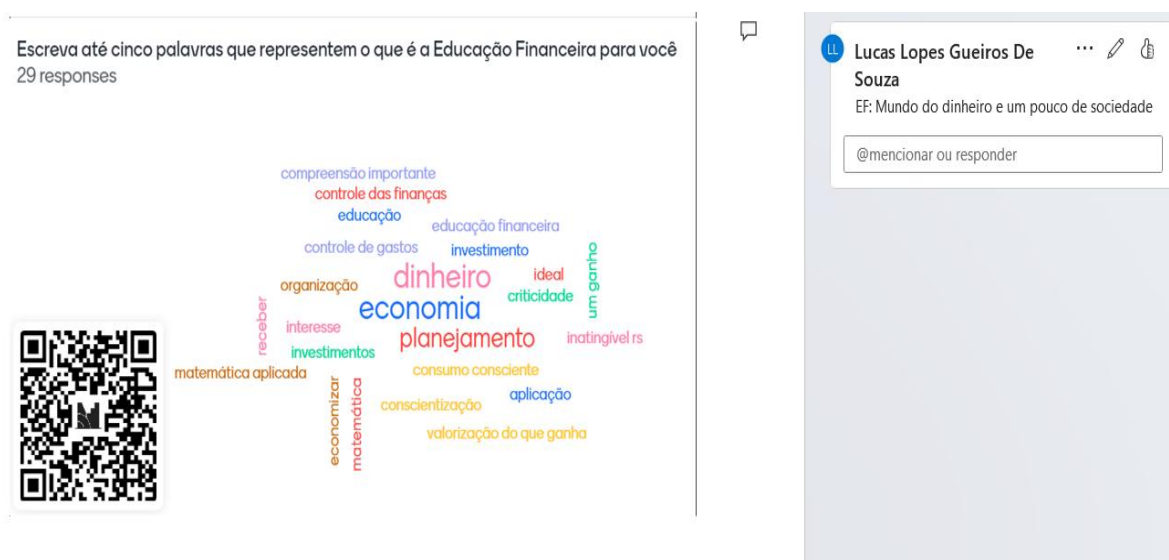 Escreva até cinco palavras que representem o que é a Educação Financeira para você
29 responses
compreensão importante
controle das finanças
educação
educação financeira
controle de gastos
investimento
um ganho
dinheiro
ideal
organização
criticidade
economia
receber
interesse
planejamento
inatingível rs
investimentos
matemática aplicada
consumo consciente
economizar
matemática
aplicação
conscientização
valorização do que ganha
LL
Lucas Lopes Gueiros De
Souza
EF: Mundo do dinheiro e um pouco de sociedade
@mencionar ou responder